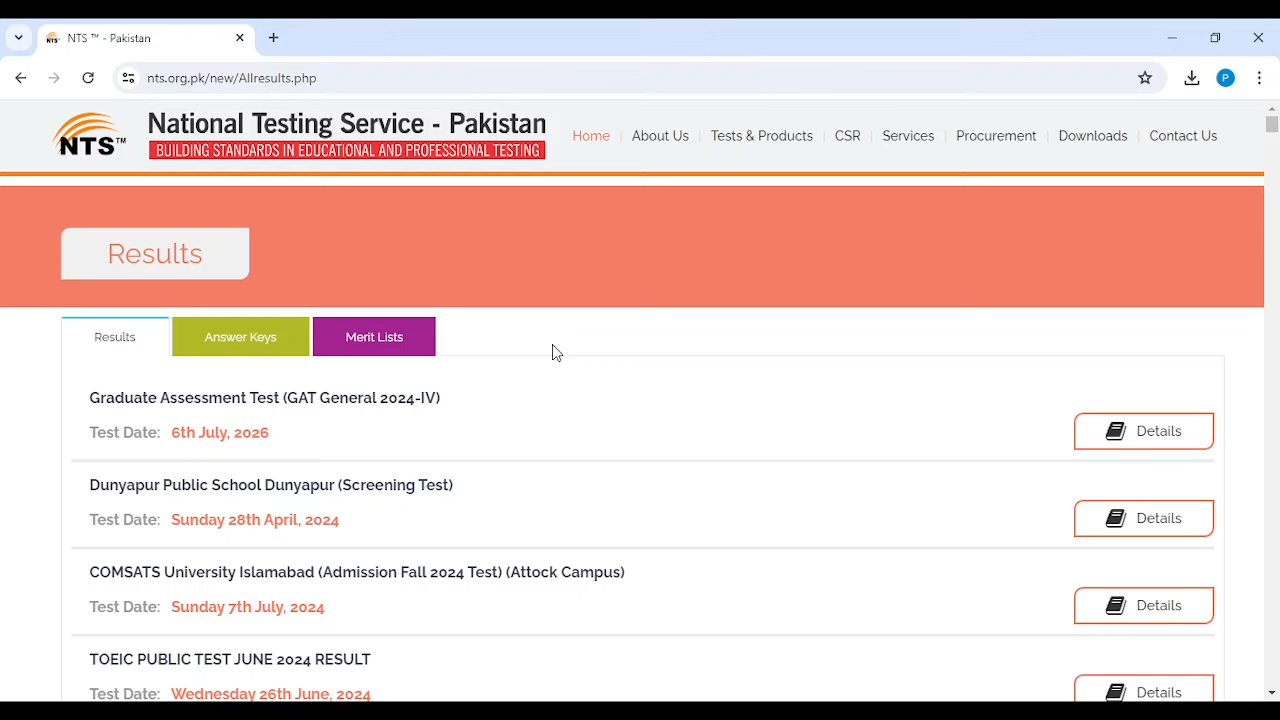 NTS ™ - Pakistan
nts.org.pk/new/Allresults.php
P
NTS™
National Testing Service - Pakistan
BUILDING STANDARDS IN EDUCATIONAL AND PROFESSIONAL TESTING
Home About Us Tests & Products CSR Services Procurement Downloads Contact Us
Results
Results Answer Keys Merit Lists
Graduate Assessment Test (GAT General 2024-IV)
Test Date: 6th July, 2026
Details
Dunyapur Public School Dunyapur (Screening Test)
Test Date: Sunday 28th April, 2024
Details
COMSATS University Islamabad (Admission Fall 2024 Test) (Attock Campus)
Test Date: Sunday 7th July, 2024
Details
TOEIC PUBLIC TEST JUNE 2024 RESULT
Test Date: Wednesday 26th June, 2024
Details